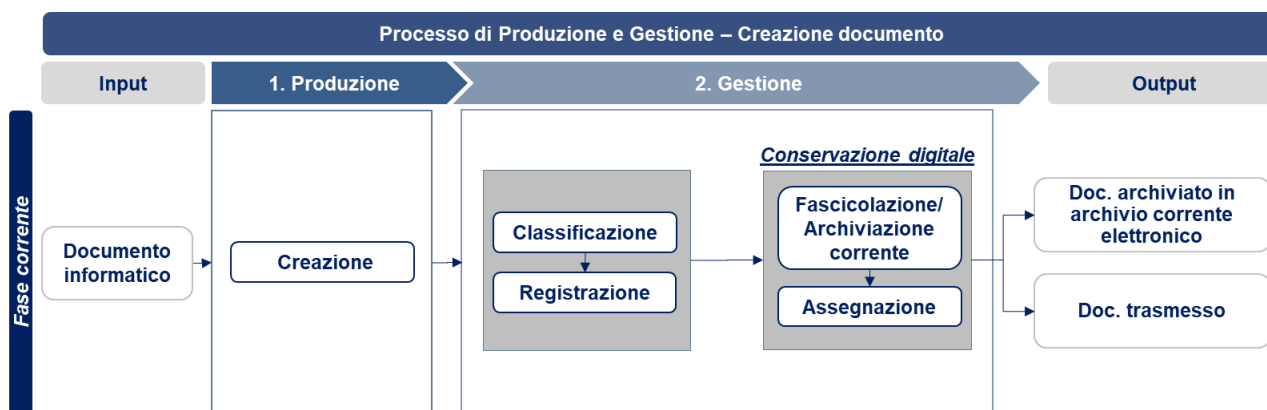 Processo di Produzione e Gestione – Creazione documento
Input
1. Produzione
2. Gestione
Output
Fase corrente
Documento
informatico
Creazione
Classificazione
Registrazione
Conservazione digitale
Fascicolazione/
Archiviazione
corrente
Assegnazione
Doc. archiviato in
archivio corrente
elettronico
Doc. trasmesso